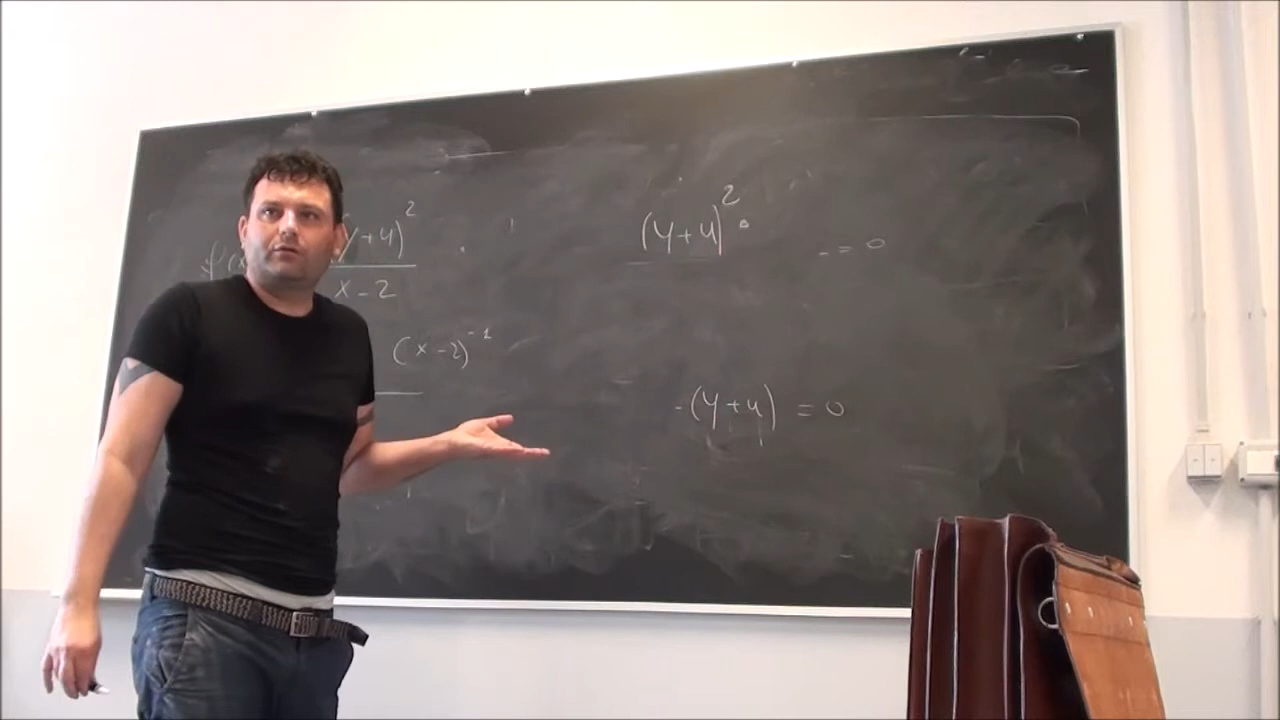 f(x (y+4)²
x-2
(x-2)⁻¹
(y+4)²
- = 0
-(y+4) = 0